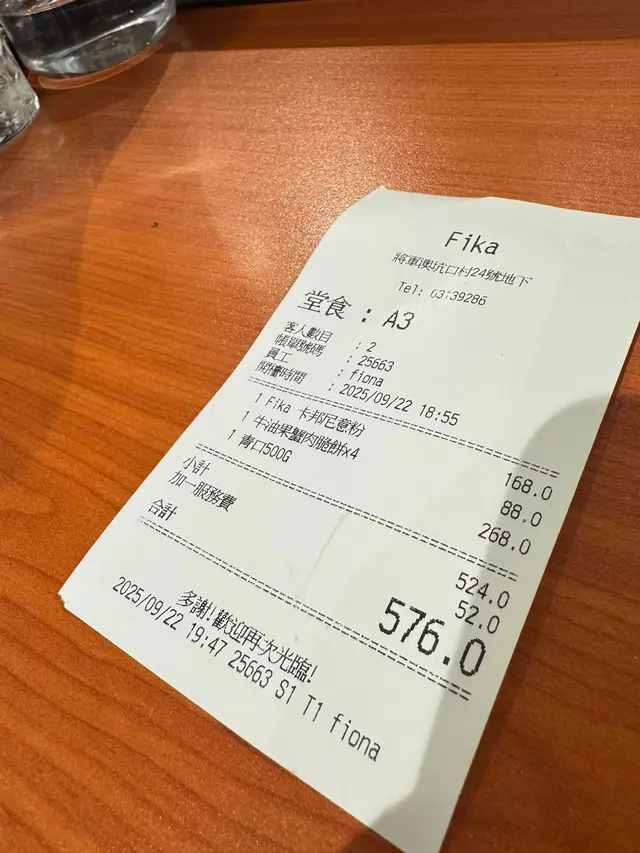 Fika
將軍澳坑口村24號地下
Tel: 63139286
堂食 : A3
客人數目 : 2
帳單號碼 : 25663
員工 : fiona
開檯時間 : 2025/09/22 18:55
1 Fika 卡邦尼意粉 168.0
1 牛油果蟹肉脆餅x4 88.0
1 青口500G 268.0
小計 524.0
加一服務費 52.0
合計 576.0
多謝!歡迎再次光臨!
2025/09/22 19:47 25663 S1 T1 fiona